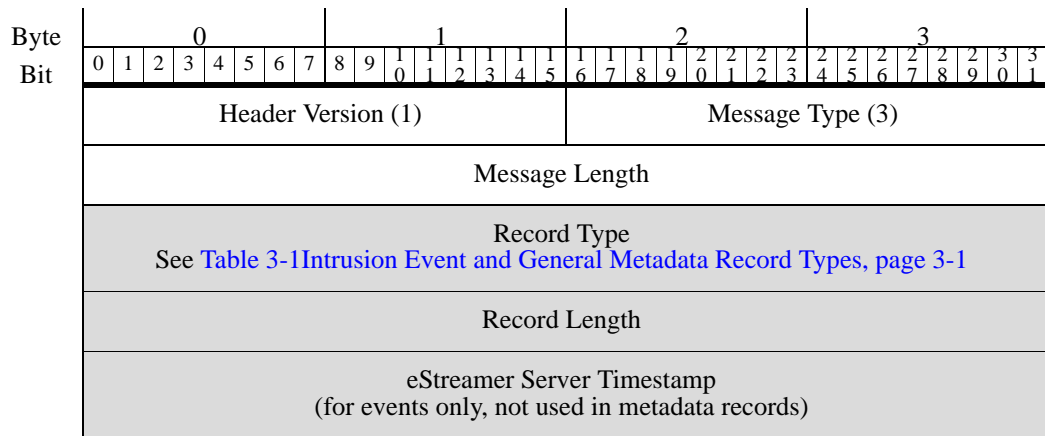 Byte 0 1 2 3
Bit 0 1 2 3 4 5 6 7 8 9 10 11 12 13 14 15 16 17 18 19 20 21 22 23 24 25 26 27 28 29 30 31
Header Version (1) Message Type (3)
Message Length
Record Type
See Table 3-1Intrusion Event and General Metadata Record Types, page 3-1
Record Length
eStreamer Server Timestamp
(for events only, not used in metadata records)